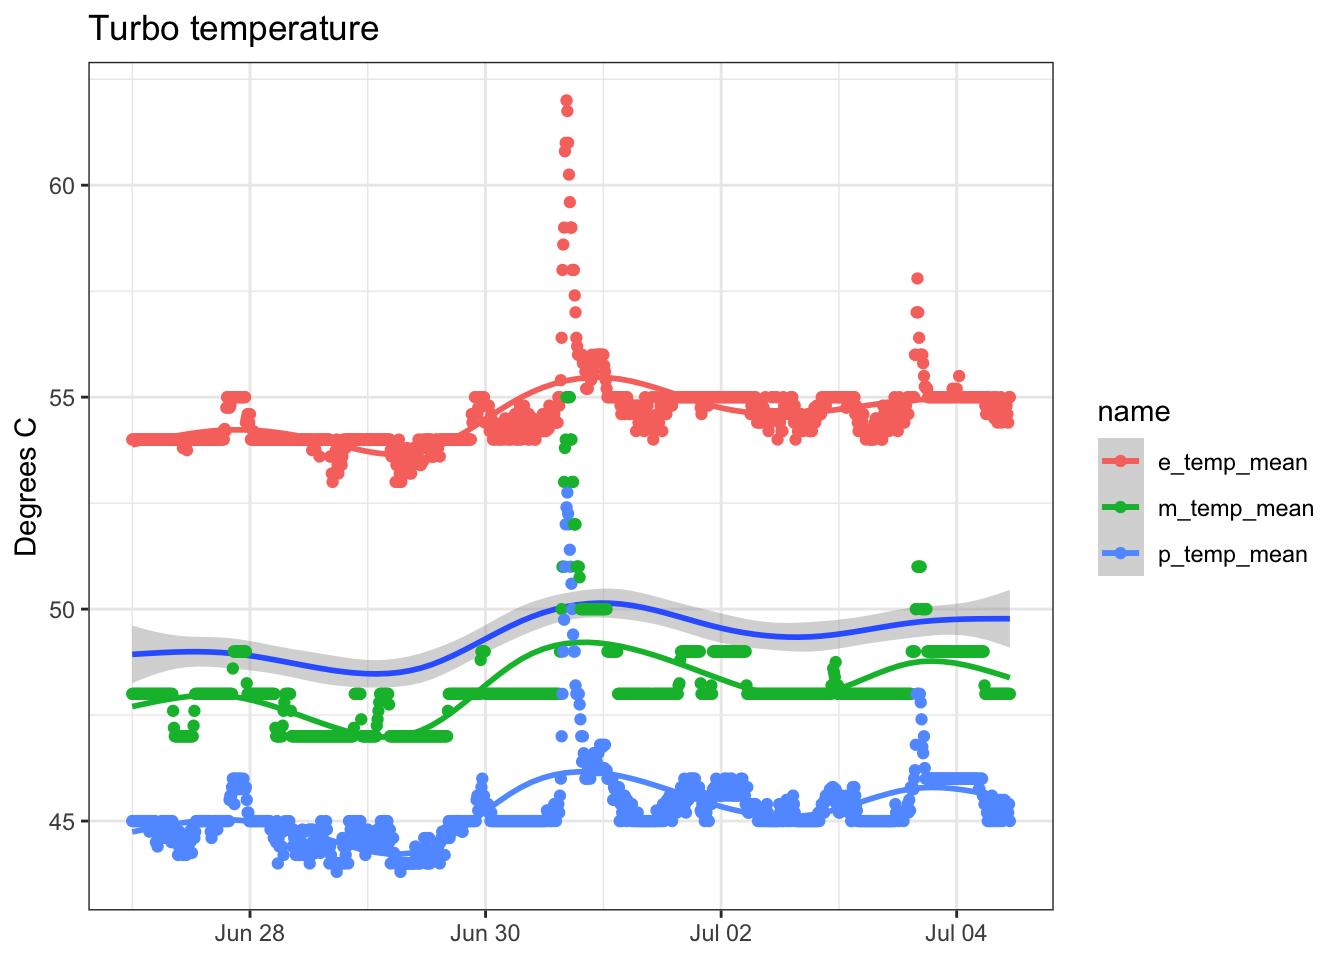 Turbo temperature
Degrees C
60
55
50
45
Jun 28
Jun 30
Jul 02
Jul 04
name
e_temp_mean
m_temp_mean
p_temp_mean